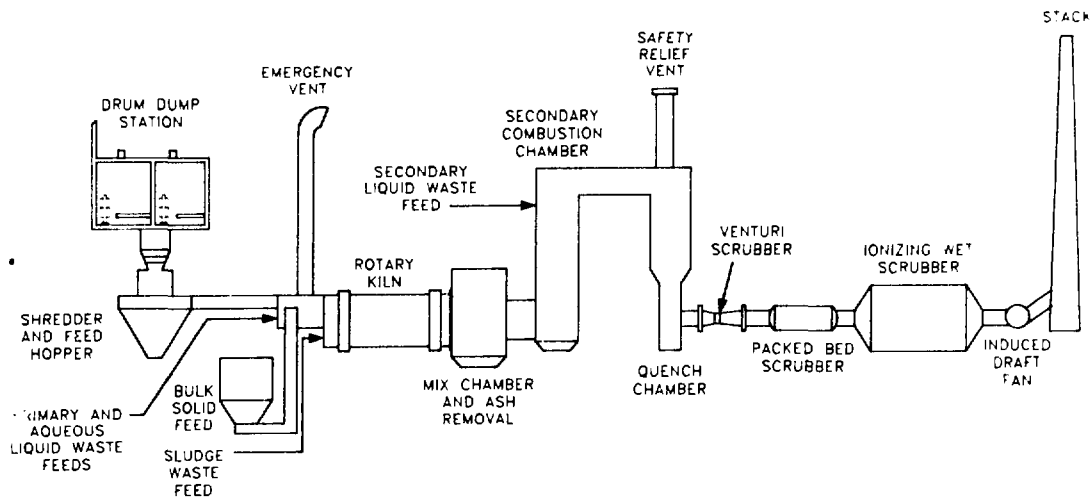 STACK
SAFETY
RELIEF
VENT
EMERGENCY
VENT
DRUM DUMP
STATION
SECONDARY
COMBUSTION
CHAMBER
SECONDARY
LIQUID WASTE
FEED
VENTURI
SCRUBBER
IONIZING WET
SCRUBBER
ROTARY
KILN
SHREDDER
AND FEED
HOPPER
PACKED BED
SCRUBBER
INDUCED
DRAFT
FAN
QUENCH
CHAMBER
MIX CHAMBER
AND ASH
REMOVAL
BULK
SOLID
FEED
PRIMARY AND
AQUEOUS
LIQUID WASTE
FEEDS
SLUDGE
WASTE
FEED